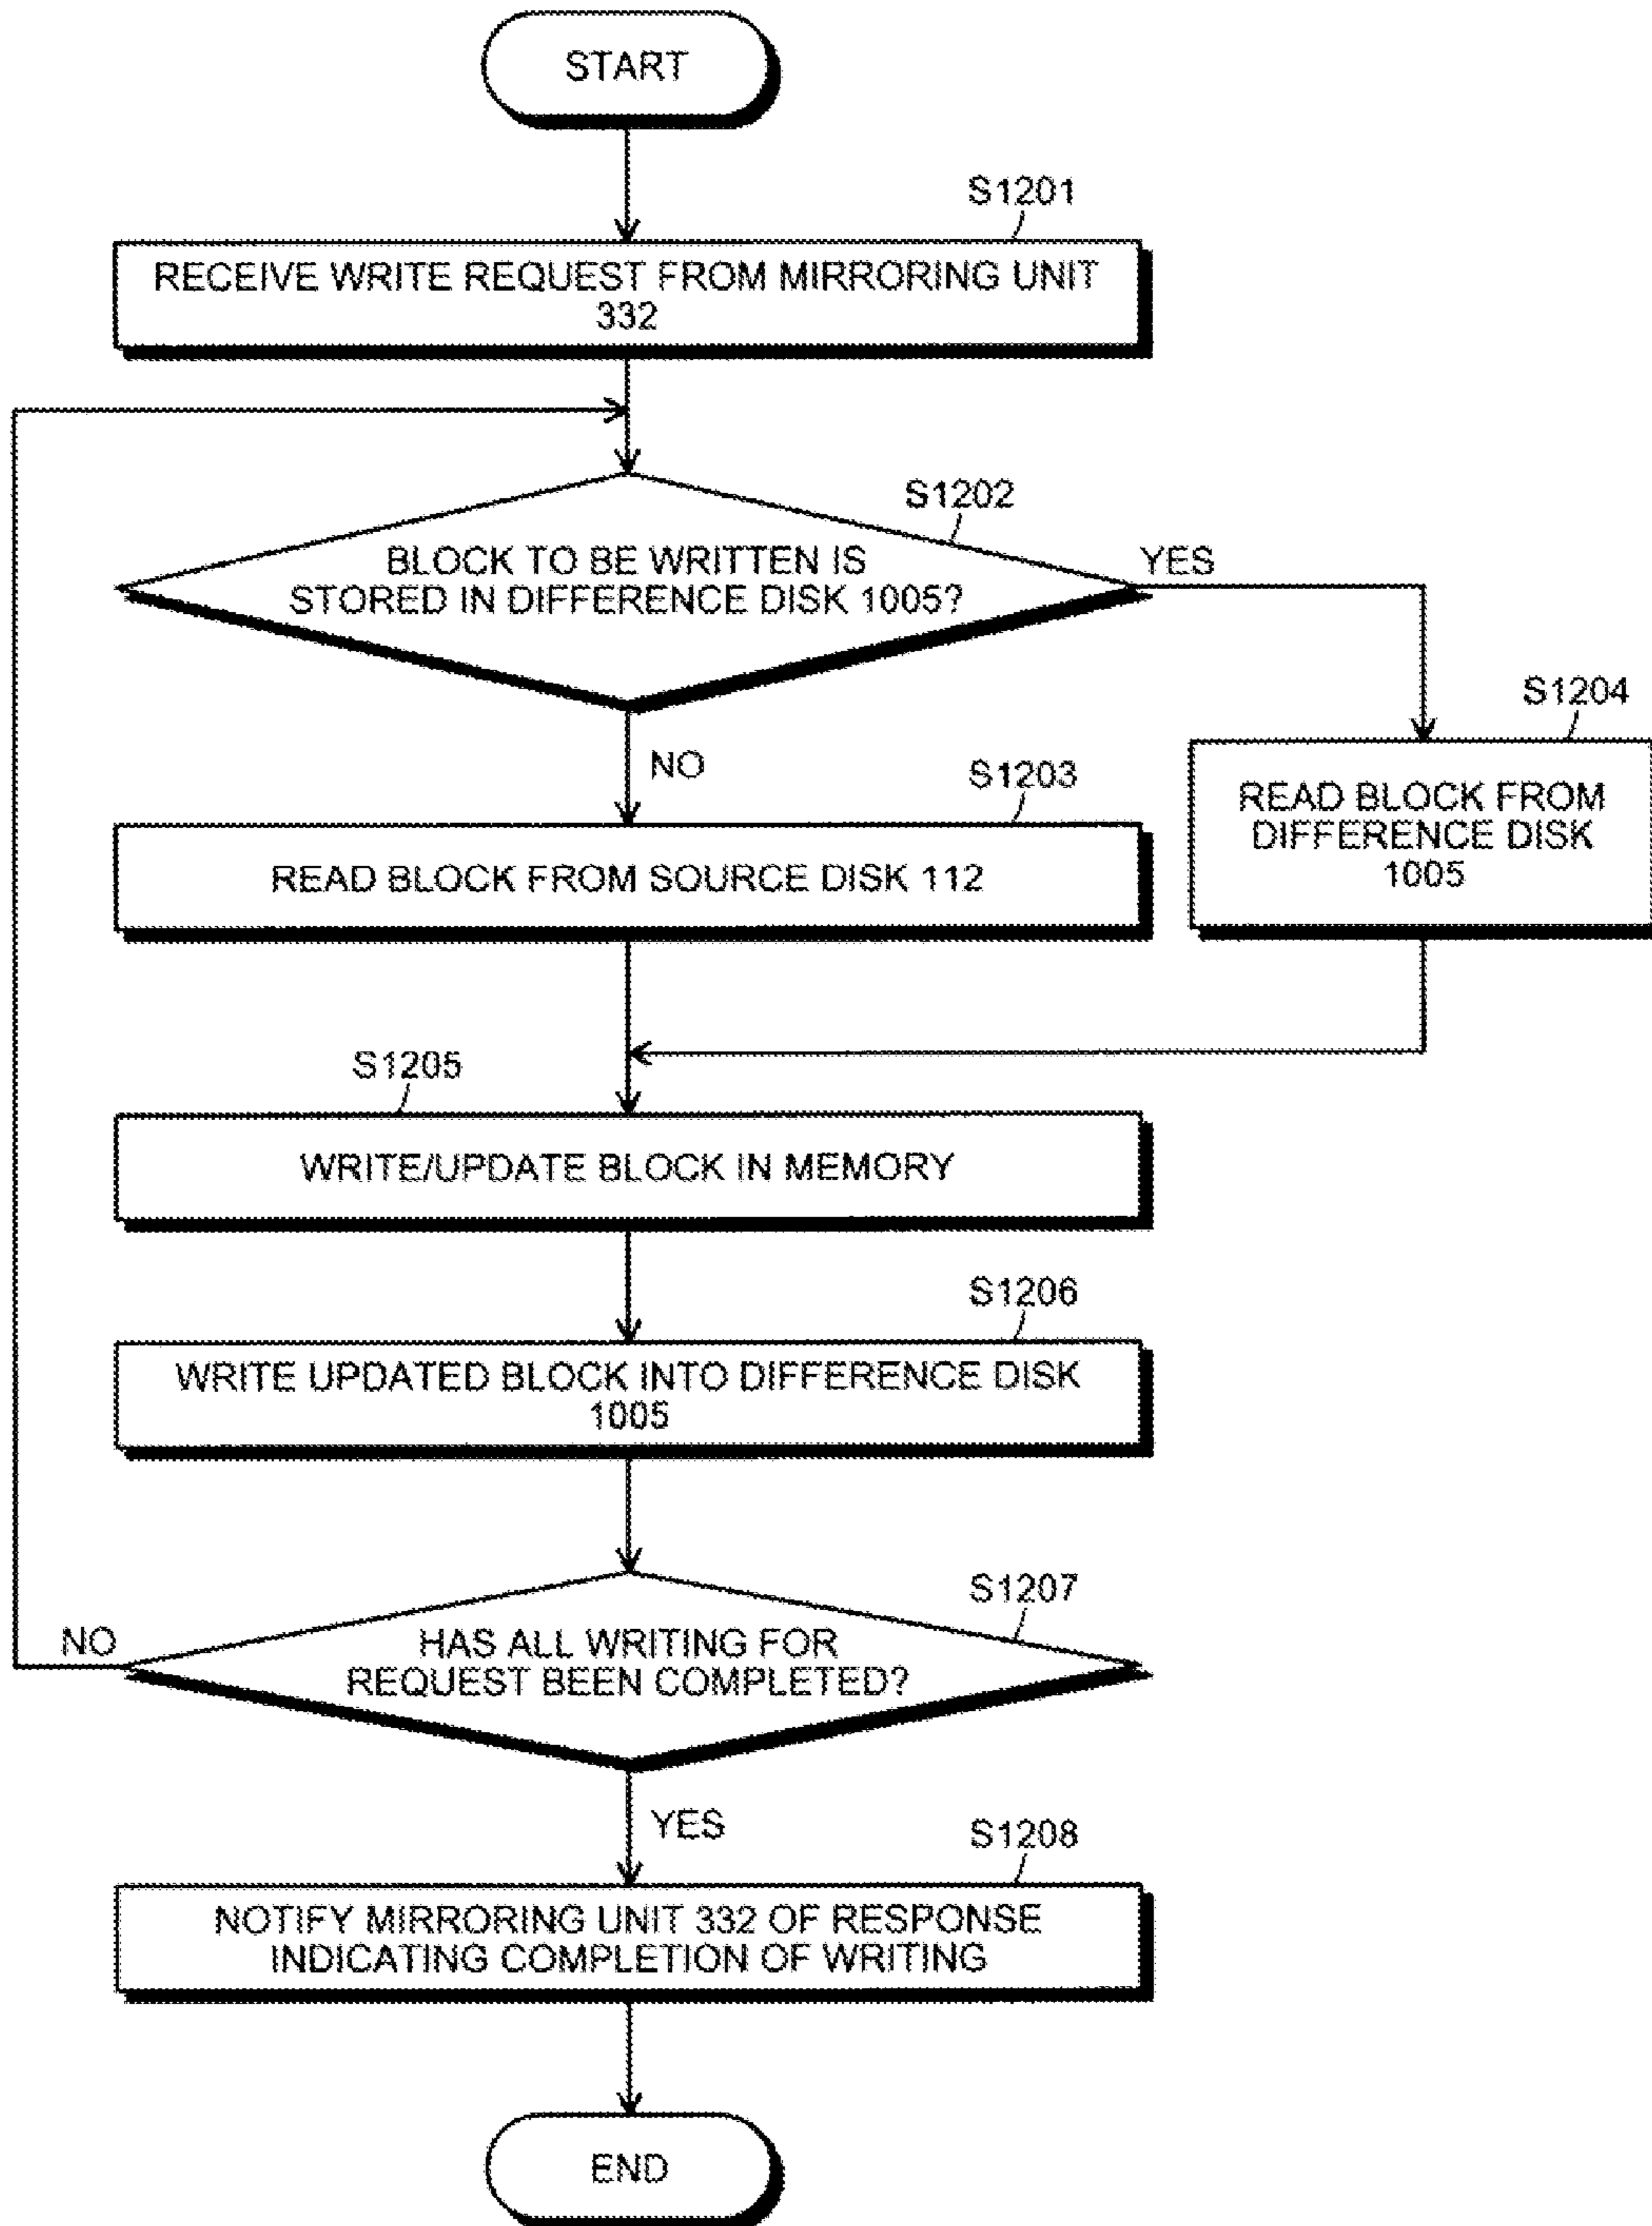 START
S1201
RECEIVE WRITE REQUEST FROM MIRRORING UNIT
332
S1202
BLOCK TO BE WRITTEN IS
STORED IN DIFFERENCE DISK 1005?
YES
NO
S1203
READ BLOCK FROM SOURCE DISK 112
S1204
READ BLOCK FROM
DIFFERENCE DISK
1005
S1205
WRITE/UPDATE BLOCK IN MEMORY
S1206
WRITE UPDATED BLOCK INTO DIFFERENCE DISK
1005
S1207
HAS ALL WRITING FOR
REQUEST BEEN COMPLETED?
NO
YES
S1208
NOTIFY MIRRORING UNIT 332 OF RESPONSE
INDICATING COMPLETION OF WRITING
END